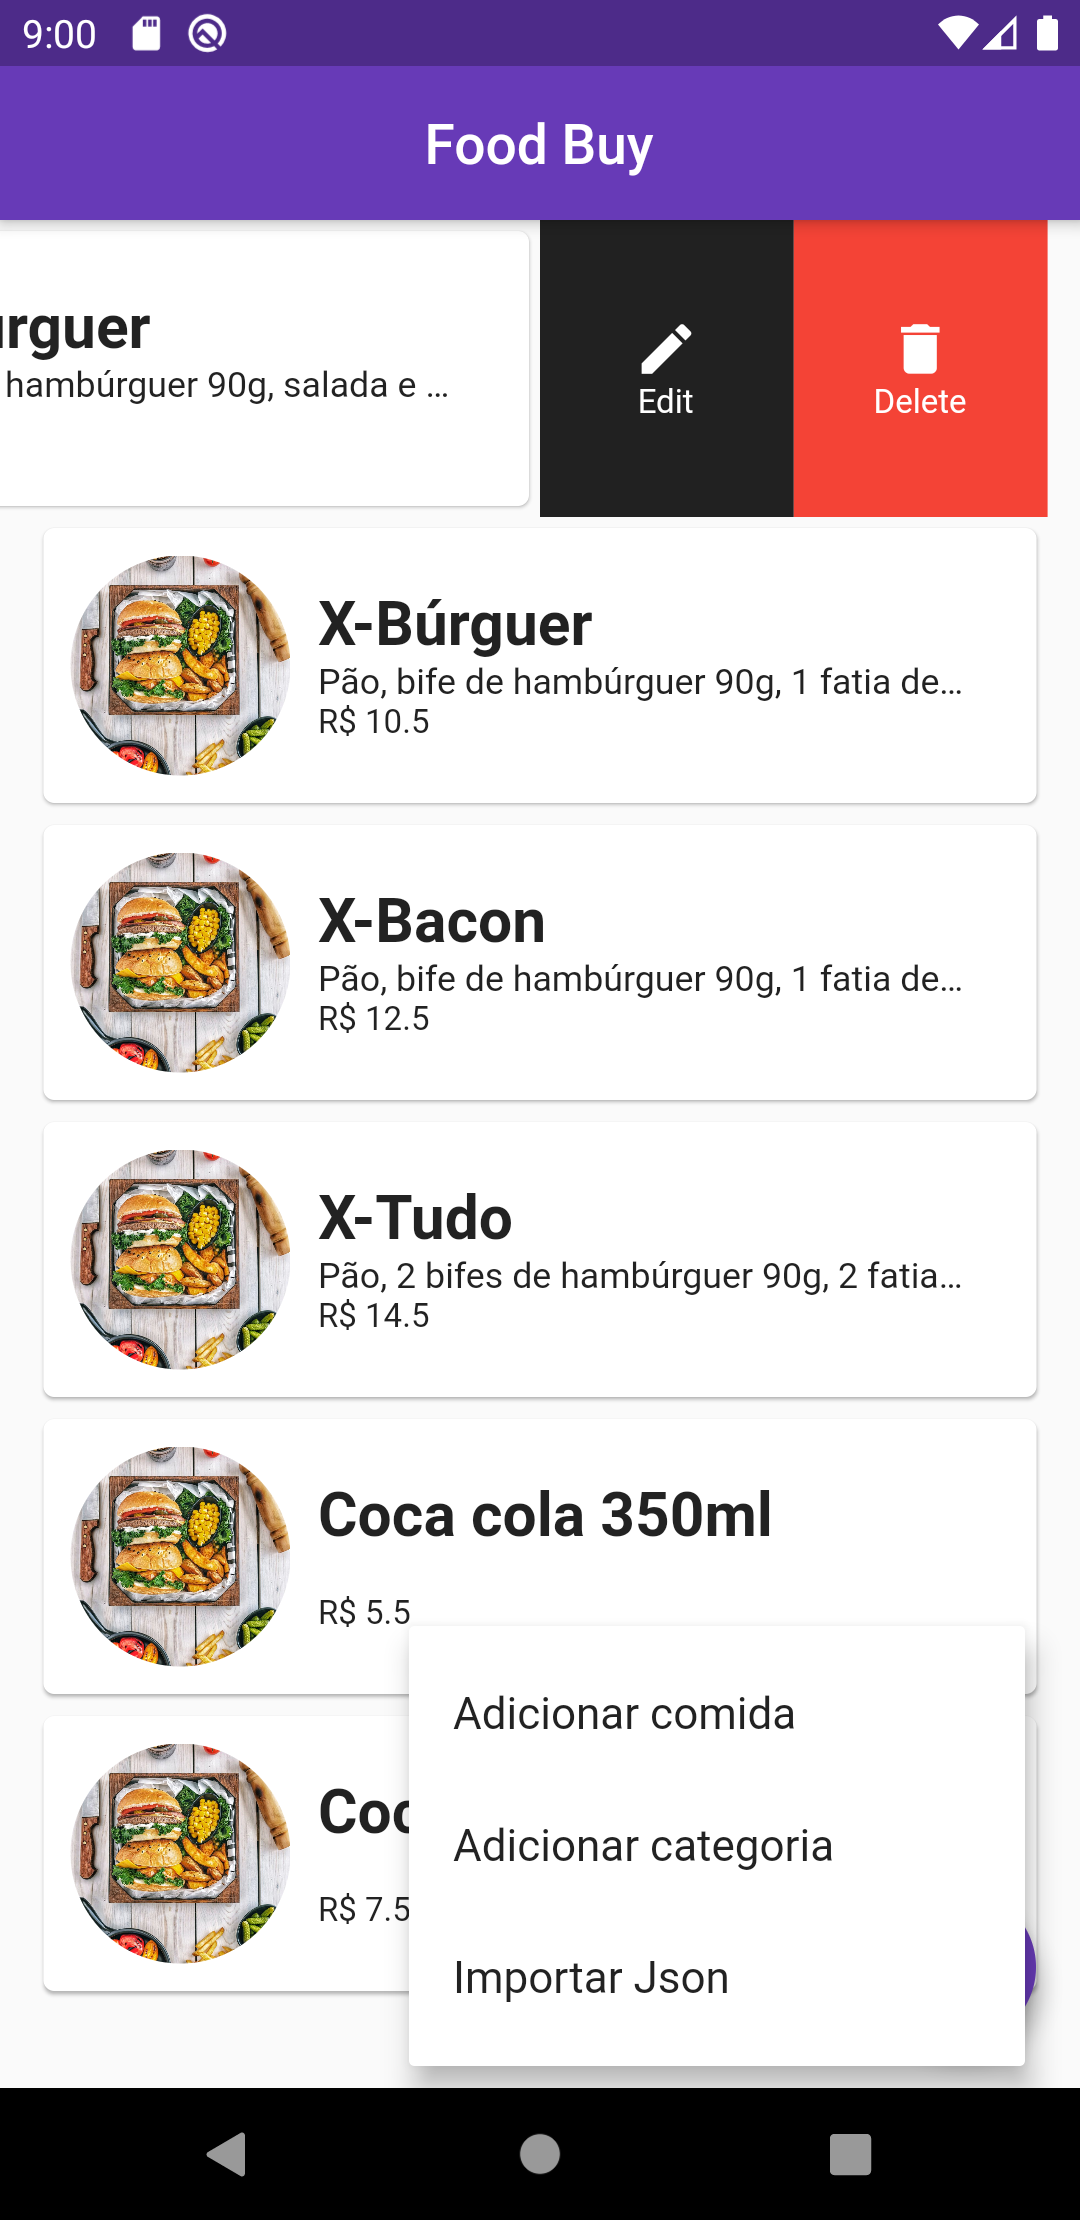 9:00
Food Buy
úrguer
hambúrguer 90g, salada e ...
Edit
Delete
X-Búrguer
Pão, bife de hambúrguer 90g, 1 fatia de...
R$ 10.5
X-Bacon
Pão, bife de hambúrguer 90g, 1 fatia de...
R$ 12.5
X-Tudo
Pão, 2 bifes de hambúrguer 90g, 2 fatia...
R$ 14.5
Coca cola 350ml
R$ 5.5
Coc
R$ 7.5
Adicionar comida
Adicionar categoria
Importar Json